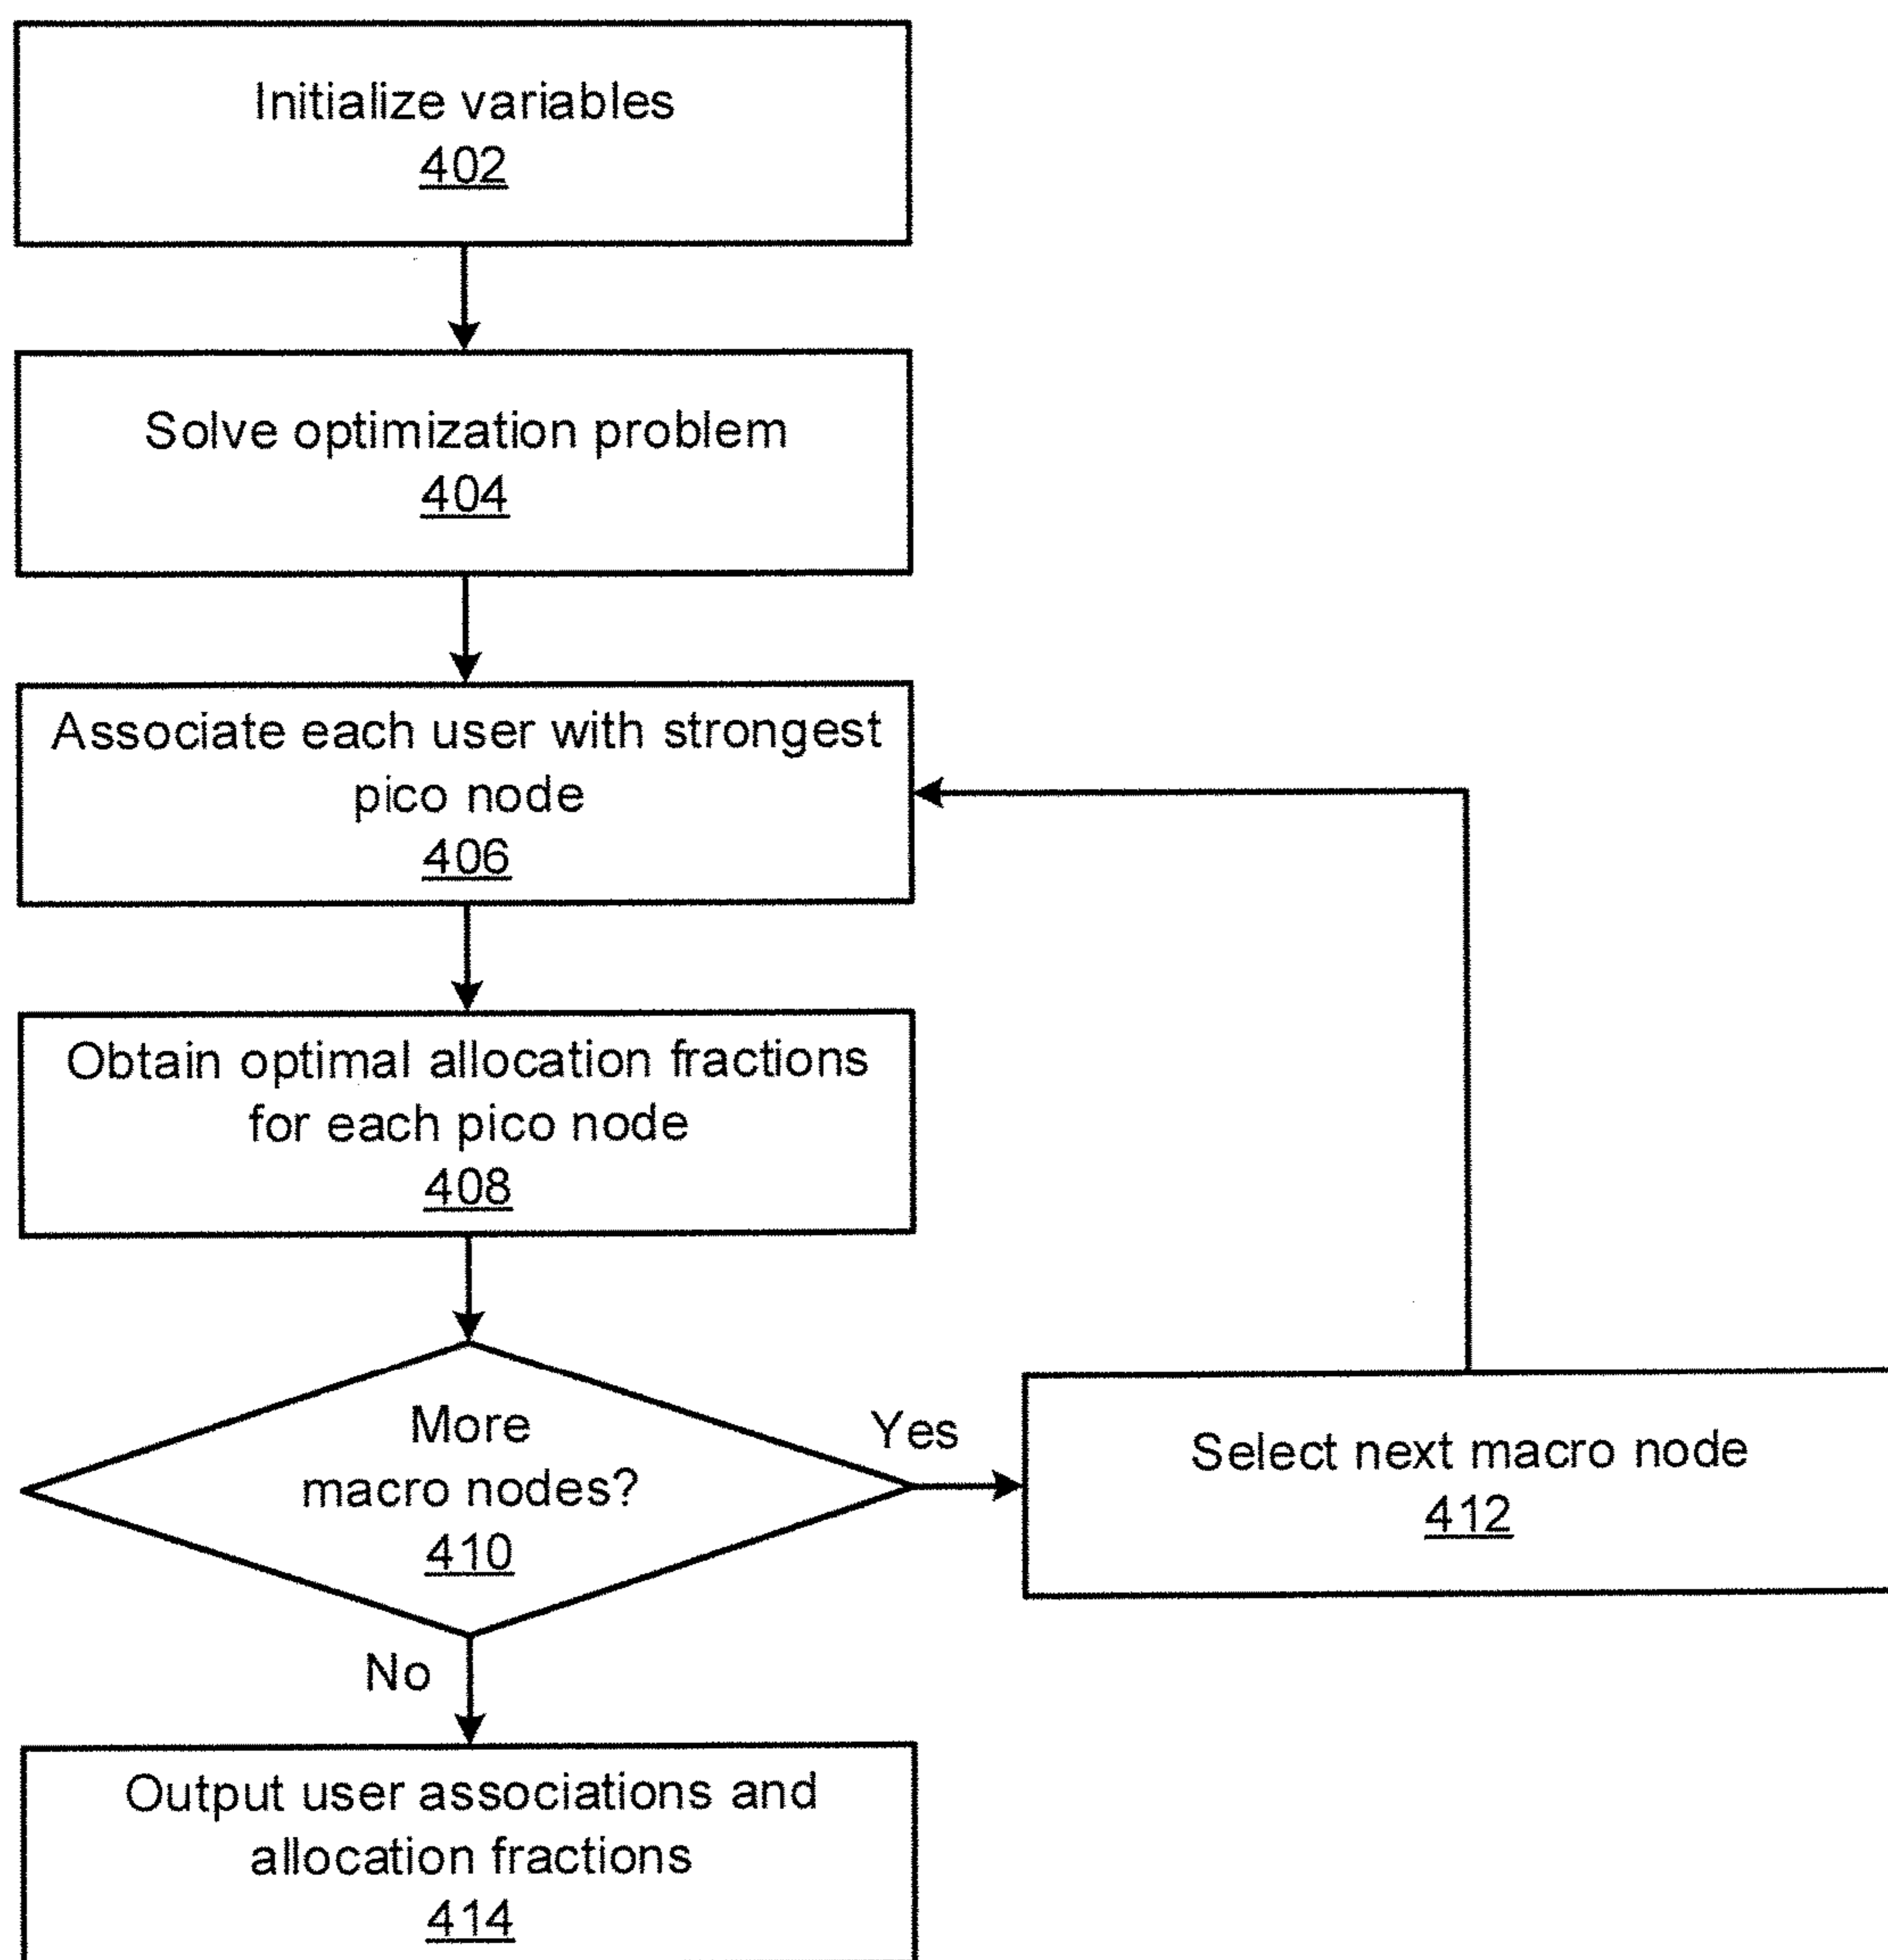 Initialize variables
402
Solve optimization problem
404
Associate each user with strongest
pico node
406
Obtain optimal allocation fractions
for each pico node
408
More
macro nodes?
410
Yes
Select next macro node
412
No
Output user associations and
allocation fractions
414